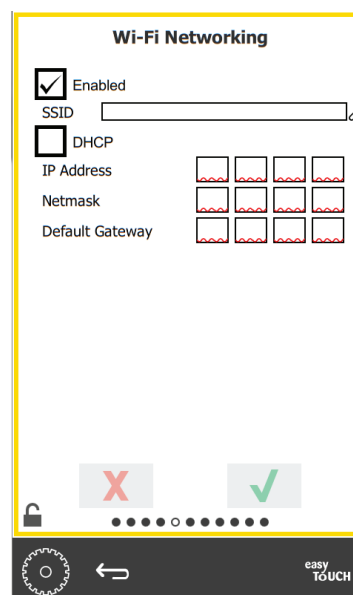 Wi-Fi Networking
Enabled
SSID
DHCP
IP Address
Netmask
Default Gateway
easy
TOUCH